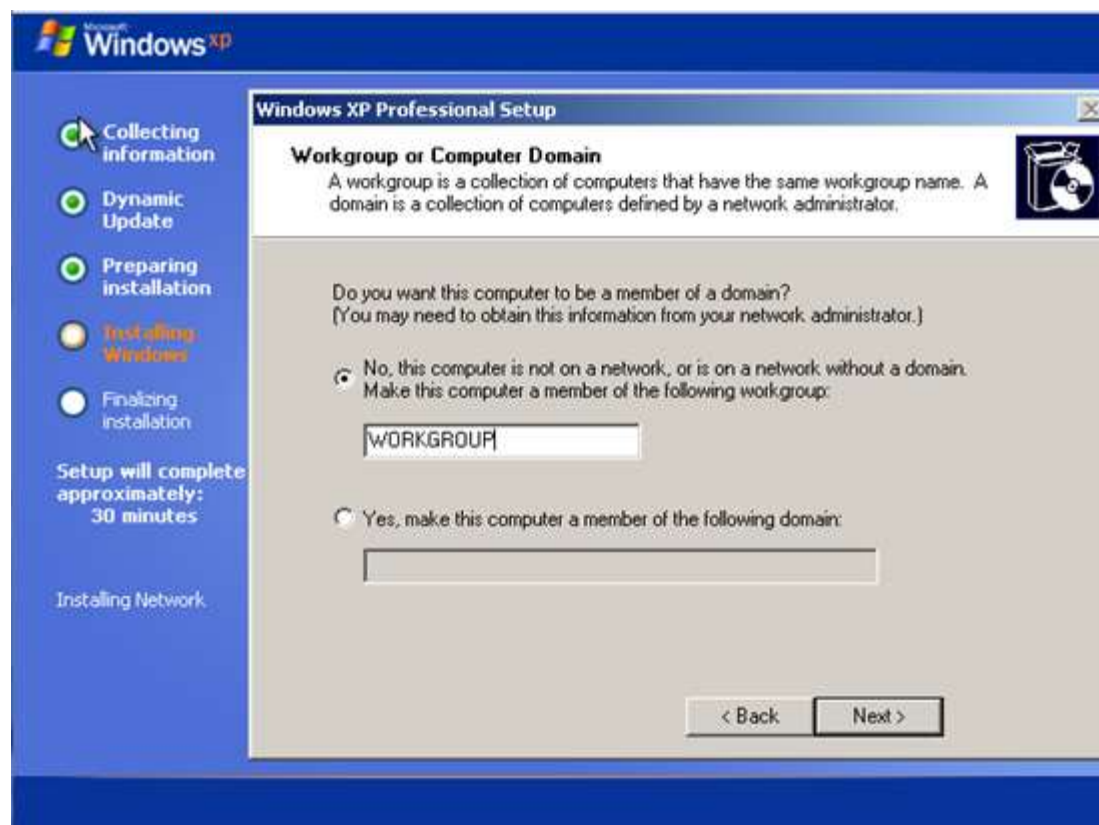 Microsoft
Windows xp
Collecting
information
Dynamic
Update
Preparing
installation
Installing
Windows
Finalizing
installation
Setup will complete
approximately:
30 minutes
Installing Network
Windows XP Professional Setup
Workgroup or Computer Domain
A workgroup is a collection of computers that have the same workgroup name. A
domain is a collection of computers defined by a network administrator.
Do you want this computer to be a member of a domain?
(You may need to obtain this information from your network administrator.)
No, this computer is not on a network, or is on a network without a domain.
Make this computer a member of the following workgroup:
WORKGROUP
Yes, make this computer a member of the following domain:
< Back Next >